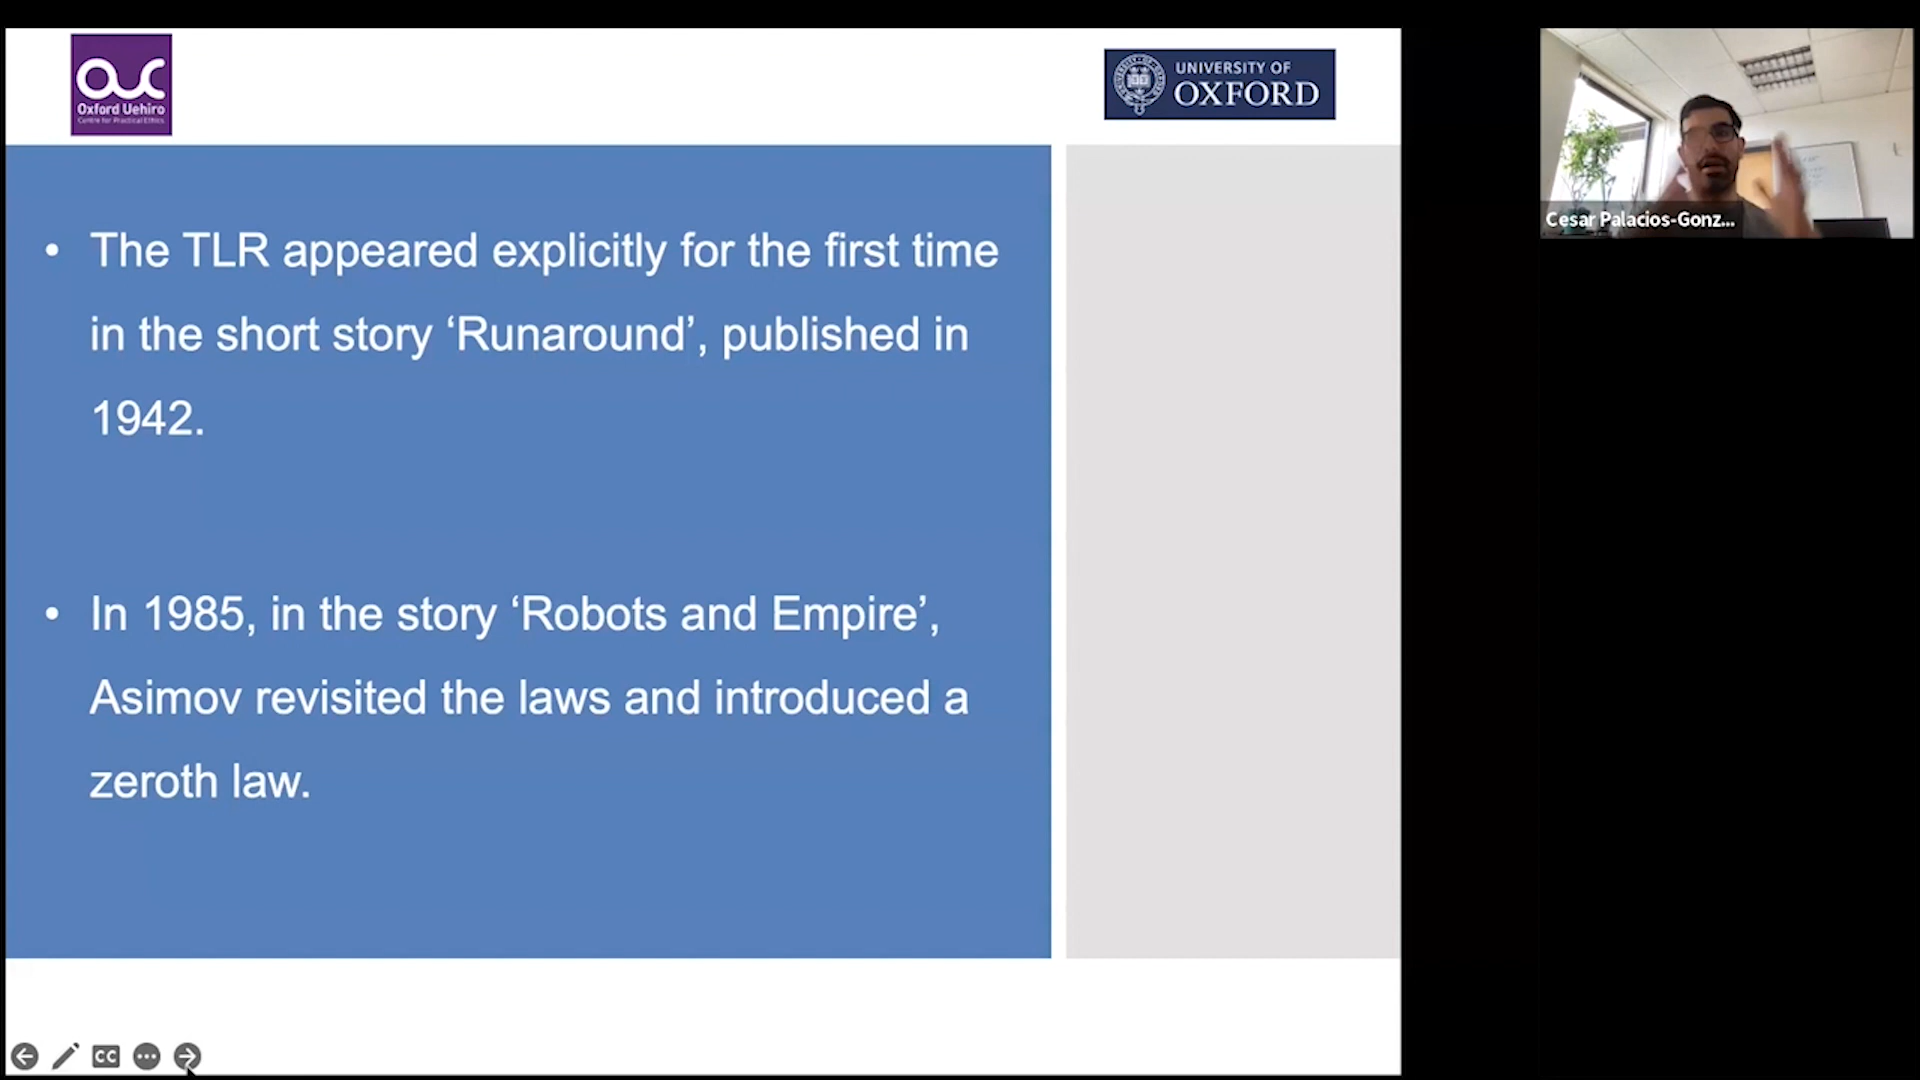 Oxford Uehiro
Centre for Practical Ethics
UNIVERSITY OF
OXFORD
Cesar Palacios-Gonz...
• The TLR appeared explicitly for the first time
in the short story ‘Runaround’, published in
1942.
• In 1985, in the story ‘Robots and Empire’,
Asimov revisited the laws and introduced a
zeroth law.
CC